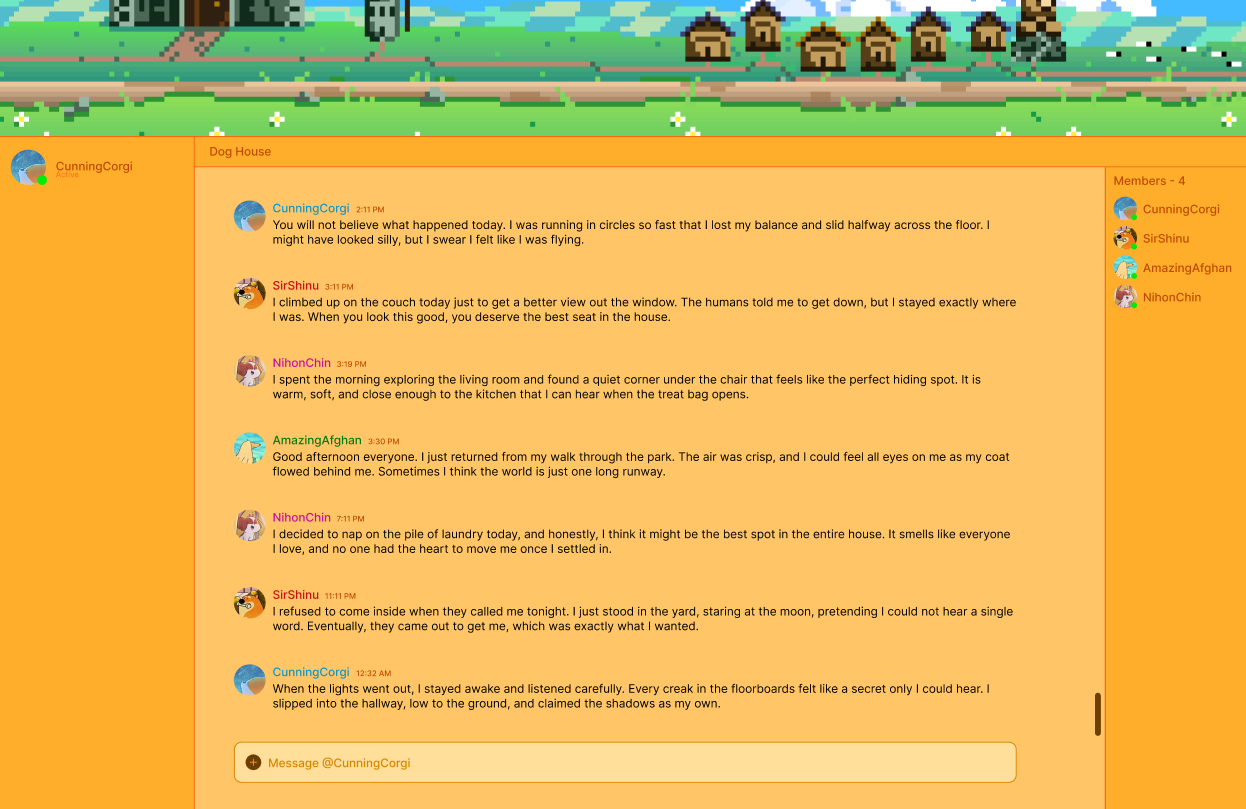 CunningCorgi
Active
Dog House
CunningCorgi 2:11 PM
You will not believe what happened today. I was running in circles so fast that I lost my balance and slid halfway across the floor. I
might have looked silly, but I swear I felt like I was flying.
SirShinu 3:11 PM
I climbed up on the couch today just to get a better view out the window. The humans told me to get down, but I stayed exactly where
I was. When you look this good, you deserve the best seat in the house.
NihonChin 3:19 PM
I spent the morning exploring the living room and found a quiet corner under the chair that feels like the perfect hiding spot. It is
warm, soft, and close enough to the kitchen that I can hear when the treat bag opens.
AmazingAfghan 3:30 PM
Good afternoon everyone. I just returned from my walk through the park. The air was crisp, and I could feel all eyes on me as my coat
flowed behind me. Sometimes I think the world is just one long runway.
NihonChin 7:11 PM
I decided to nap on the pile of laundry today, and honestly, I think it might be the best spot in the entire house. It smells like everyone
I love, and no one had the heart to move me once I settled in.
SirShinu 11:11 PM
I refused to come inside when they called me tonight. I just stood in the yard, staring at the moon, pretending I could not hear a single
word. Eventually, they came out to get me, which was exactly what I wanted.
CunningCorgi 12:32 AM
When the lights went out, I stayed awake and listened carefully. Every creak in the floorboards felt like a secret only I could hear. I
slipped into the hallway, low to the ground, and claimed the shadows as my own.
Message @CunningCorgi
Members - 4
CunningCorgi
SirShinu
AmazingAfghan
NihonChin